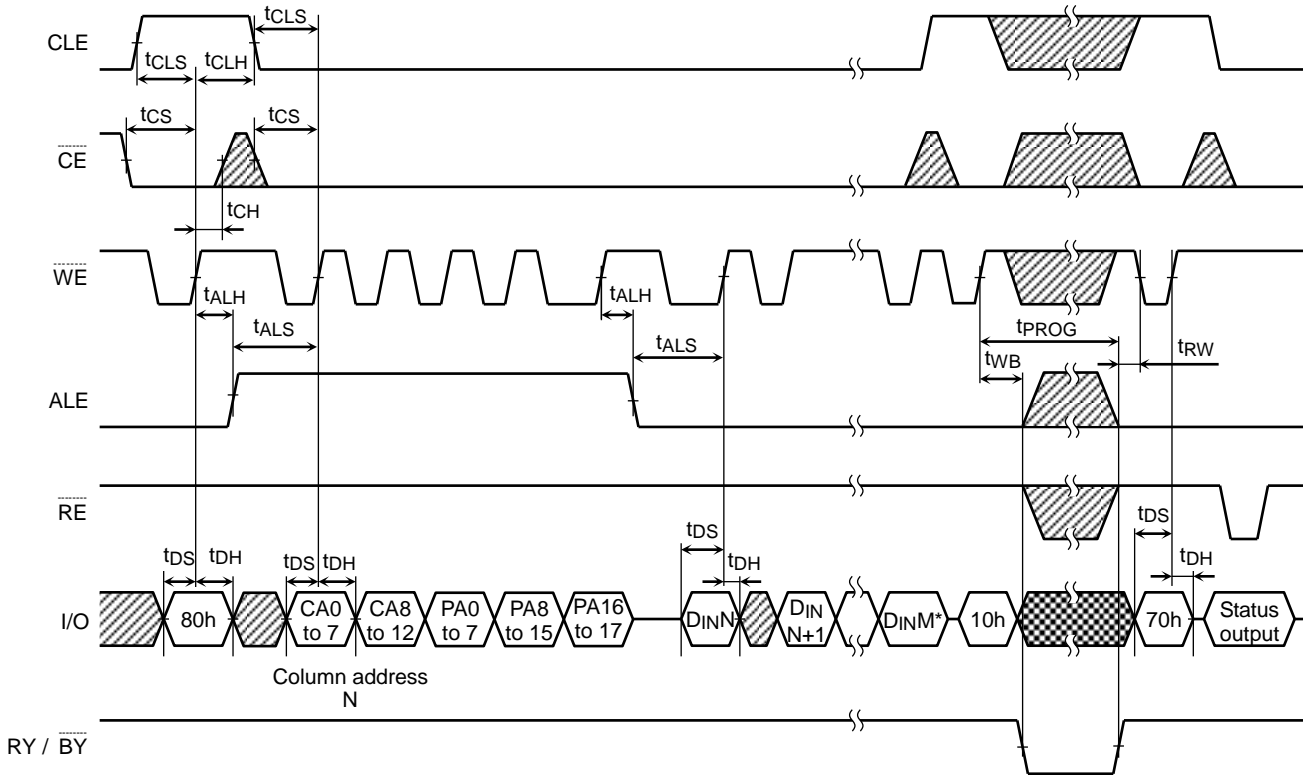 tCLS
CLE
tCLS tCLH
tCS tCS
CE
tCH
WE
tALH tALH
tALS tPROG
tALS tWB tRW
ALE
RE
tDS tDS
tDS tDH tDS tDH tDH tDH
I/O 80h CA0 to 7 CA8 to 12 PA0 to 7 PA8 to 15 PA16 to 17 DINN DIN N+1 DINM* 10h 70h Status output
Column address
N
RY / BY